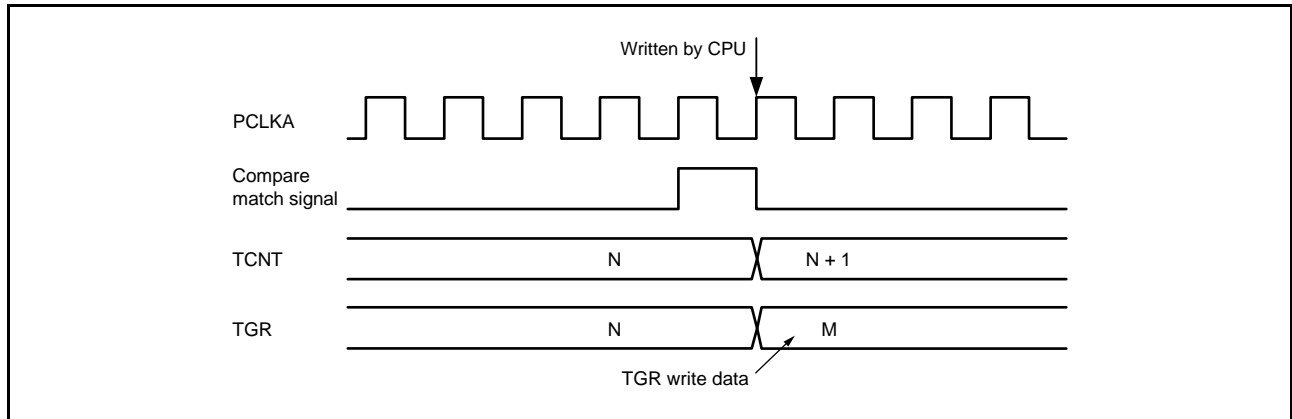 Written by CPU
PCLKA
Compare
match signal
TCNT
N
N + 1
TGR
N
M
TGR write data